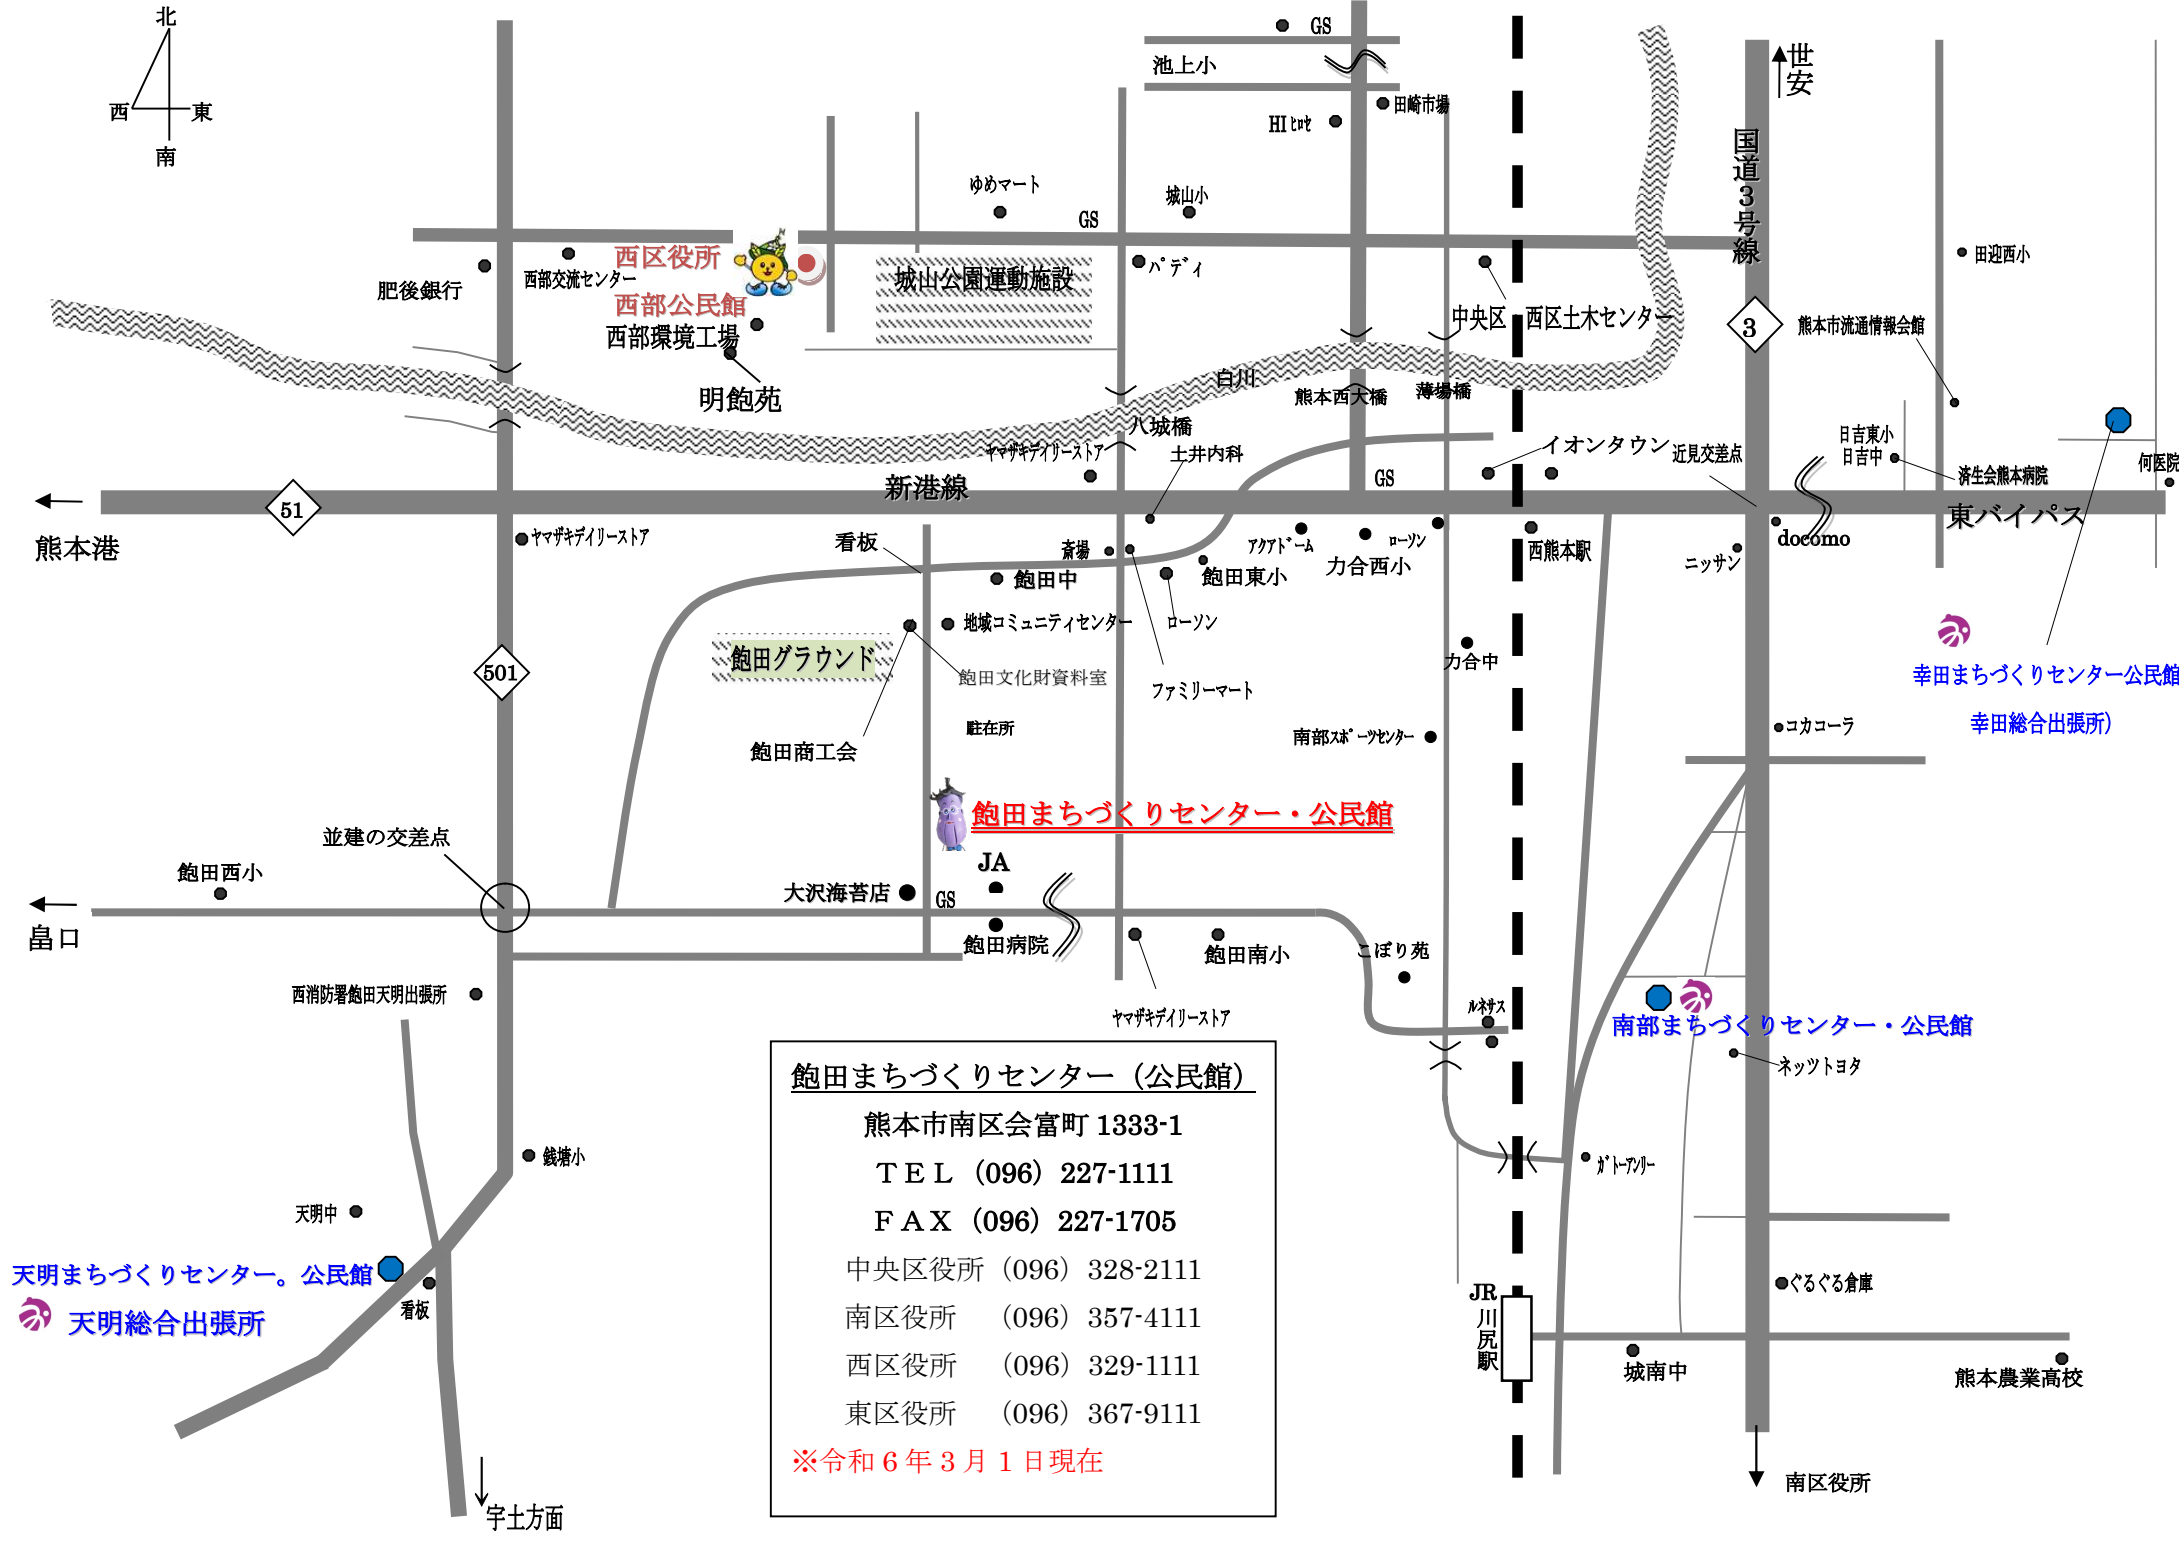 北
西
東
南
GS
池上小
田崎市場
HIﾋﾛｾ
世安
国道3号線
ゆめマート
城山小
GS
西区役所
西部交流センター
肥後銀行
西部公民館
西部環境工場
明飽苑
城山公園運動施設
パディ
中央区　西区土木センター
3
田迎西小
熊本市流通情報会館
白川
熊本西大橋
薄場橋
八城橋
ヤマザキデイリーストア
土井内科
イオンタウン
近見交差点
日吉東小
日吉中
済生会熊本病院
何医院
新港線
GS
51
熊本港
東バイパス
docomo
ヤマザキデイリーストア
看板
斎場
飽田中
飽田東小
アクアドーム
力合西小
ローソン
西熊本駅
ニッサン
地域コミュニティセンター
ローソン
飽田グラウンド
501
飽田文化財資料室
ファミリーマート
力合中
幸田まちづくりセンター公民館
幸田総合出張所）
駐在所
飽田商工会
南部ｽﾎﾟｰﾂｾﾝﾀｰ
コカコーラ
飽田まちづくりセンター・公民館
並建の交差点
飽田西小
JA
大沢海苔店
GS
畠口
飽田病院
飽田南小
こぼり苑
西消防署飽田天明出張所
ヤマザキデイリーストア
ﾙﾈｻｽ
南部まちづくりセンター・公民館
ネッツトヨタ
飽田まちづくりセンター（公民館）
熊本市南区会富町 1333-1
ＴＥＬ（096）227-1111
ＦＡＸ（096）227-1705
中央区役所（096）328-2111
南区役所　（096）357-4111
西区役所　（096）329-1111
東区役所　（096）367-9111
※令和 6 年 3 月 1 日現在
銭塘小
ｶﾞﾄｰｱﾝﾘｰ
天明中
天明まちづくりセンター。公民館
天明総合出張所
看板
JR
川尻駅
ぐるぐる倉庫
城南中
熊本農業高校
南区役所
宇土方面